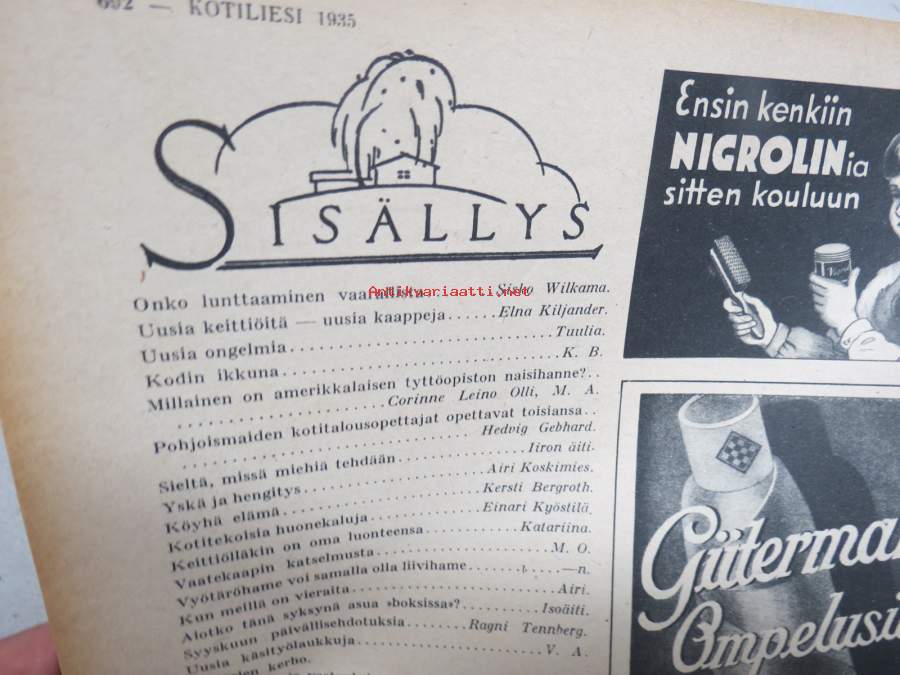 692 — KOTILIESI 1935
SISÄLLYS
Onko lunttaaminen vaarallista Sisko Wilkama.
Antikvariaatti.net
Uusia keittiöitä — uusia kaappeja......Elna Kiljander.
Uusia ongelmia.................................Tuulia.
Kodin ikkuna...................................K. B.
Millainen on amerikkalaisen tyttöopiston naisihanne?..
....................Corinne Leino Olli, M. A.
Pohjoismaiden kotitalousopettajat opettavat toisiansa..
............................Hedvig Gebhard.
Sieltä, missä miehiä tehdään.................Iiron äiti.
Yskä ja hengitys..........................Airi Koskimies.
Köyhä elämä.............................Kersti Bergroth.
Kotitekoisia huonekaluja................Einari Kyöstilä.
Keittiölläkin on oma luonteensa..............Katariina.
Vaatekaapin katselmusta.........................M. O.
Vyötäröhame voi samalla olla liivihame...........—n.
Kun meillä on vieraita............................Airi.
Aiotko tänä syksynä asua »boksissa»?..........Isoäiti.
Syyskuun päivällisehdotuksia........Ragni Tennberg.
Uusia käsityölaukkuja............................V. A.
kerho.
Ensin kenkiin
NIGROLINia
sitten kouluun